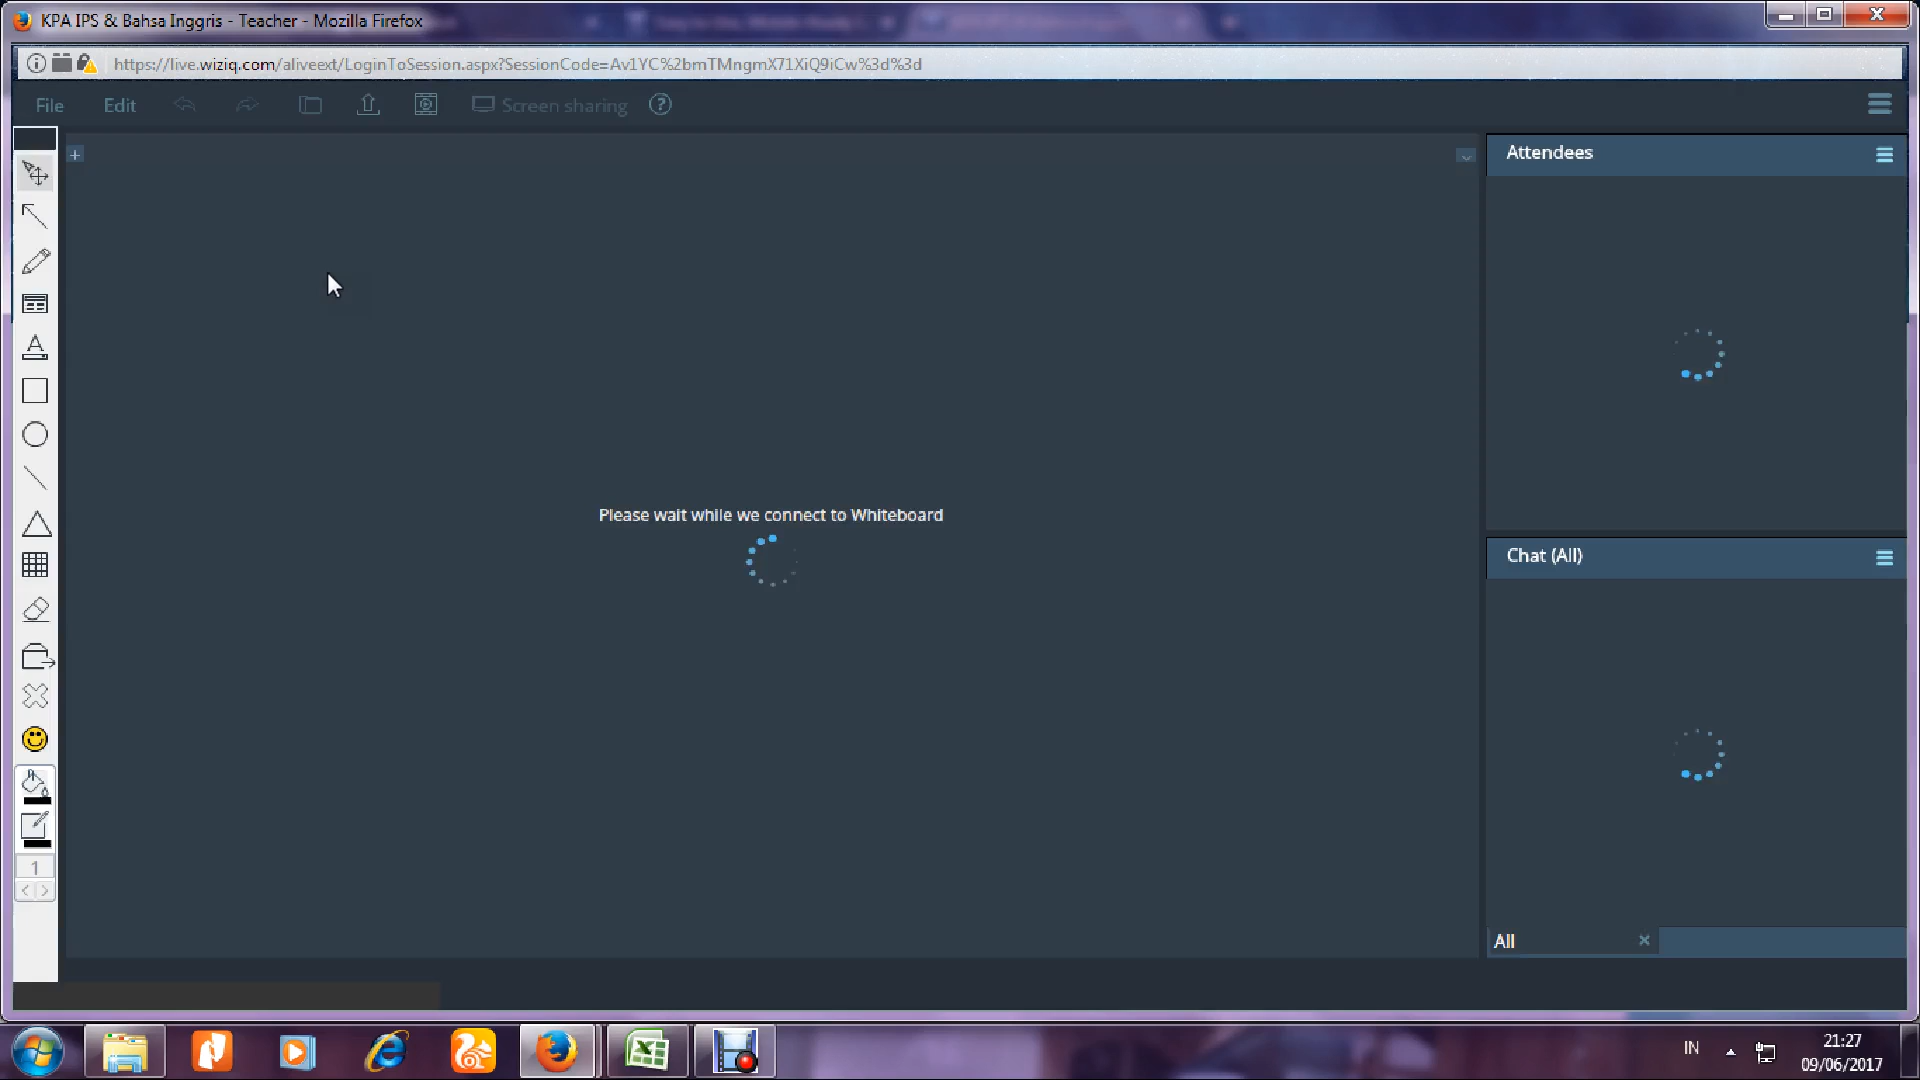 KPA IPS & Bahsa Inggris - Teacher - Mozilla Firefox
https://live.wiziq.com/aliveext/LoginToSession.aspx?SessionCode=Av1YC%2bmTMngmX71XiQ9iCw%3d%3d
File Edit Screen sharing
Attendees
Please wait while we connect to Whiteboard
Chat (All)
1
All
IN
21:27
09/06/2017